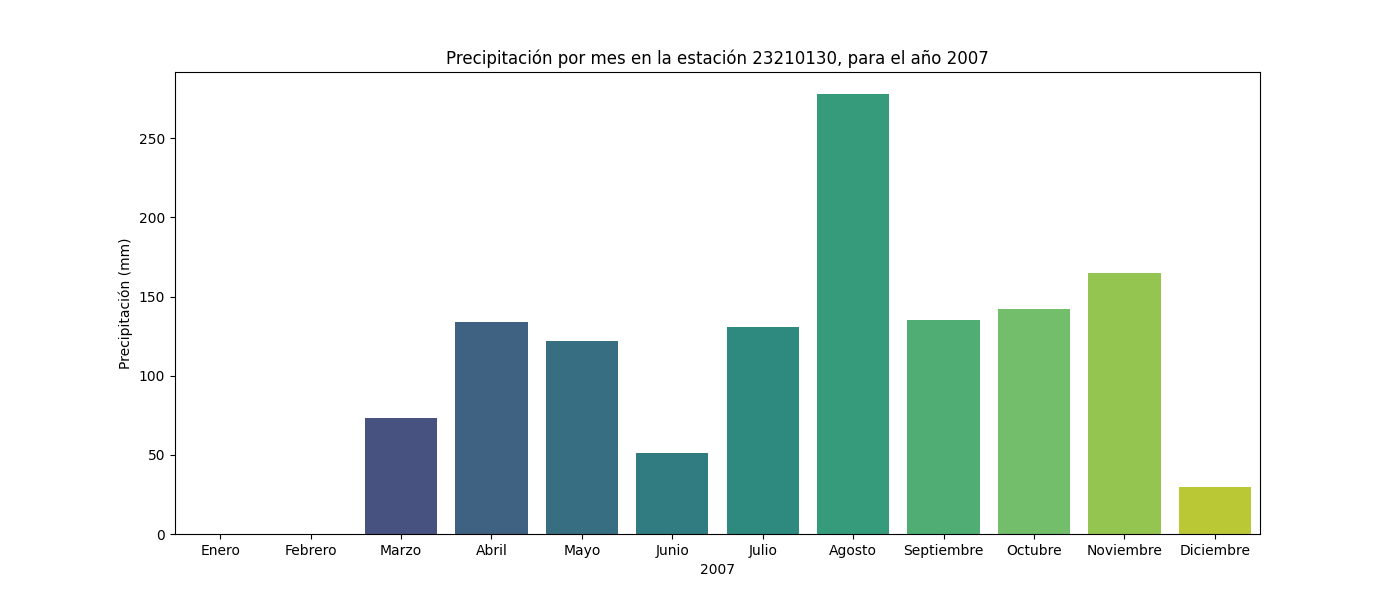 Precipitación por mes en la estación 23210130, para el año 2007
Precipitación (mm)
250
200
150
100
50
0
Enero Febrero Marzo Abril Mayo Junio Julio Agosto Septiembre Octubre Noviembre Diciembre
2007